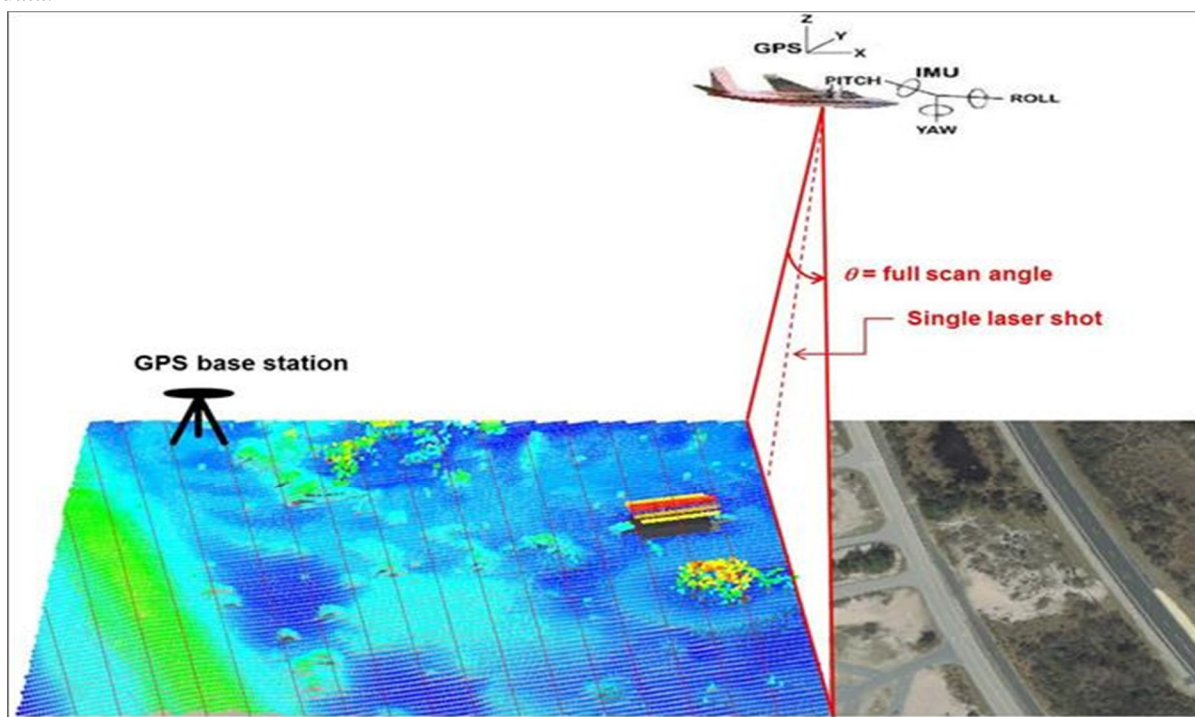 Z
Y
GPS
X
PITCH
IMU
ROLL
YAW
θ = full scan angle
Single laser shot
GPS base station